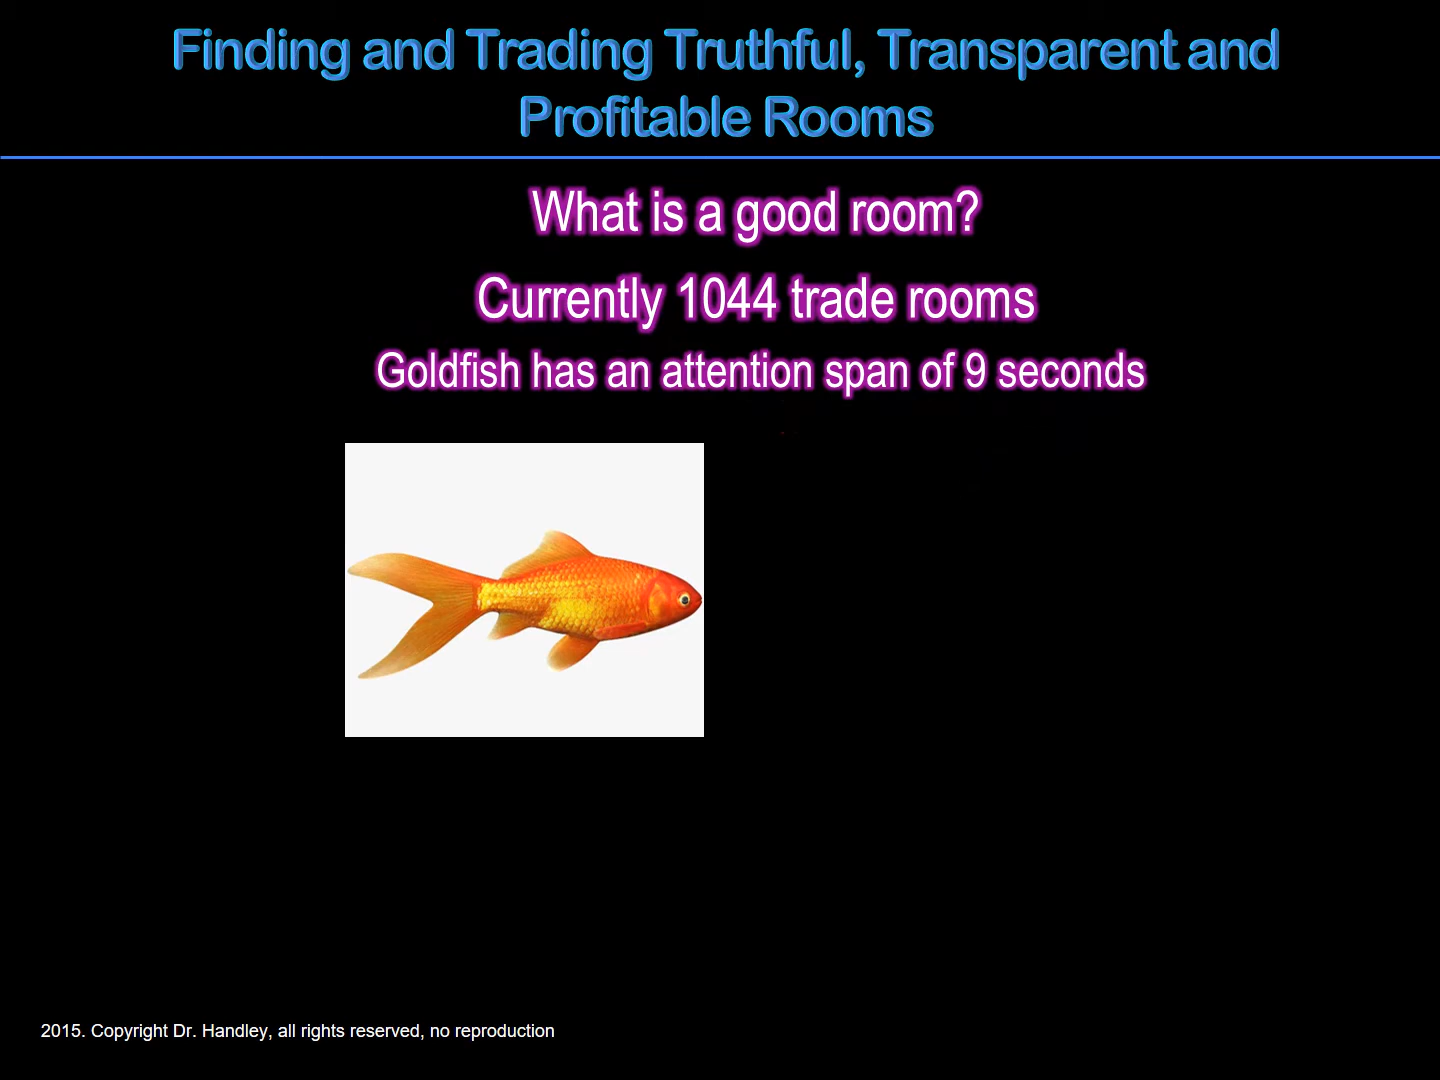 Finding and Trading Truthful, Transparent and
Profitable Rooms
What is a good room?
Currently 1044 trade rooms
Goldfish has an attention span of 9 seconds
2015. Copyright Dr. Handley, all rights reserved, no reproduction